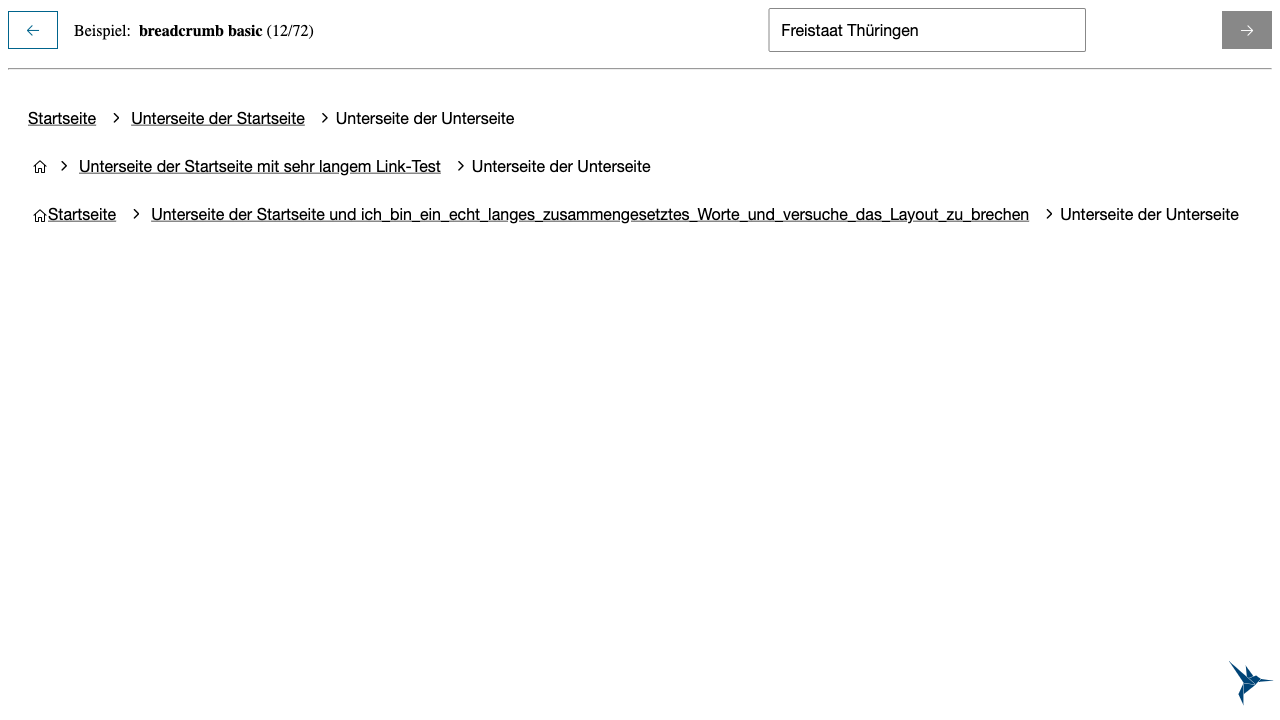 Beispiel: breadcrumb basic (12/72)
Freistaat Thüringen
Startseite Unterseite der Startseite Unterseite der Unterseite
Unterseite der Startseite mit sehr langem Link-Test Unterseite der Unterseite
Startseite Unterseite der Startseite und ich_bin_ein_echt_langes_zusammengesetztes_Worte_und_versuche_das_Layout_zu_brechen Unterseite der Unterseite